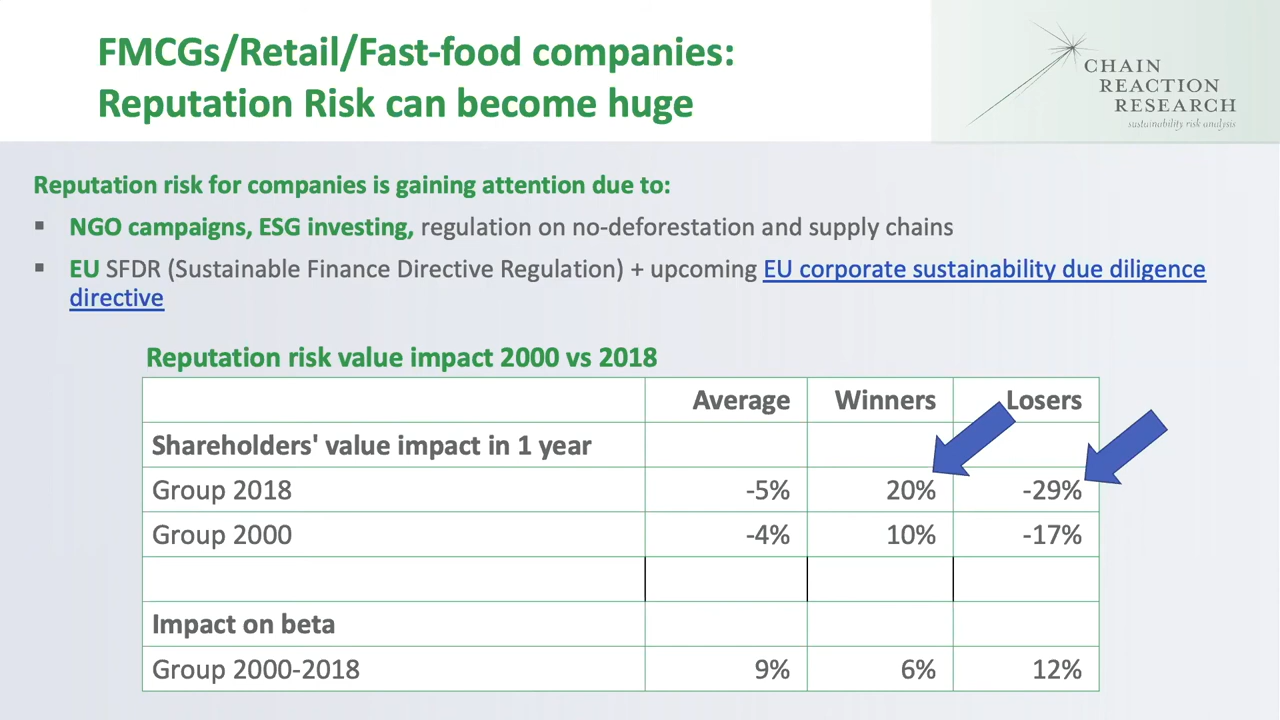 FMCGs/Retail/Fast-food companies:
Reputation Risk can become huge
CHAIN
REACTION
RESEARCH
sustainability risk analysis
Reputation risk for companies is gaining attention due to:
▪ NGO campaigns, ESG investing, regulation on no-deforestation and supply chains
▪ EU SFDR (Sustainable Finance Directive Regulation) + upcoming EU corporate sustainability due diligence
directive
Reputation risk value impact 2000 vs 2018
Average Winners Losers
Shareholders' value impact in 1 year
Group 2018 -5% 20% -29%
Group 2000 -4% 10% -17%
Impact on beta
Group 2000-2018 9% 6% 12%